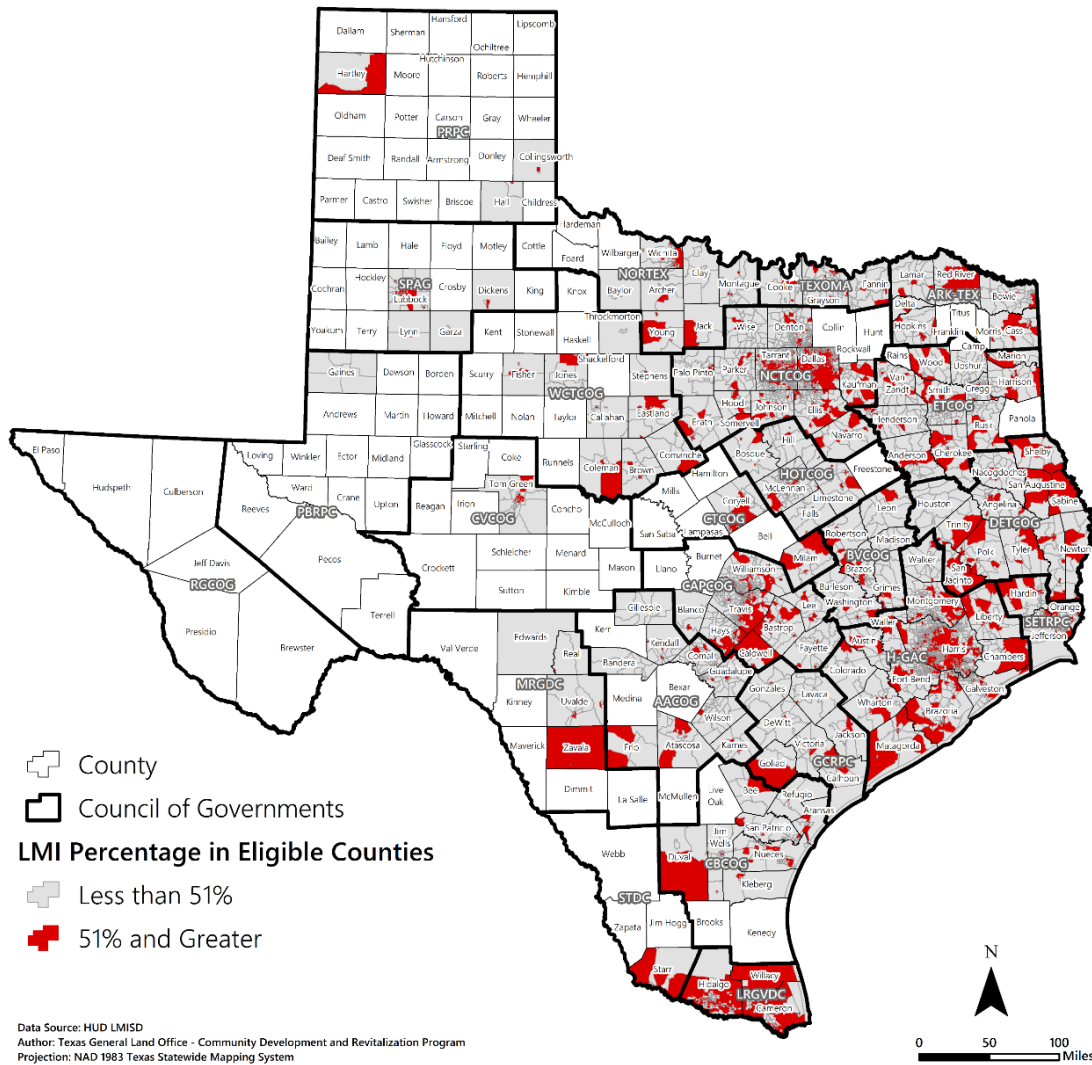 Dallam Sherman Hansford Ochiltree Lipscomb
Hartley Moore Hutchinson Roberts Hemphill
Oldham Potter Carson Gray Wheeler
PRPC
Deaf Smith Randall Armstrong Donley Collingsworth
Parmer Castro Swisher Briscoe Hall Childress
Bailey Lamb Hale Floyd Motley Cottle Hardeman Foard Wilbarger Wichita Clay Montague
Cochran Hockley SPAG Lubbock Crosby Dickens King Knox Baylor NORTEX Archer
Cooke TEXOMA Grayson Fannin Lamar Red River ARK-TEX Bowie Delta Titus
Yoakum Terry Lynn Garza Kent Stonewall Haskell Throckmorton Young Jack Wise Denton Collin Hunt Rockwall Hopkins Franklin Morris Cass Camp
Gaines Dawson Borden Scurry Fisher Jones Shackelford Stephens Palo Pinto Parker Tarrant Dallas NCTCOG Kaufman Rains Wood Upshur Marion
WCTCOG
Van Zandt Smith Gregg Harrison
Andrews Martin Howard Mitchell Nolan Taylor Callahan Eastland Erath Hood Somervell Johnson Ellis Navarro Henderson ETCOG Rusk Panola
El Paso Hudspeth Culberson Loving Winkler Ector Midland Glasscock Sterling Coke Runnels Coleman Brown Comanche Hamilton Bosque Hill Freestone Anderson Cherokee Shelby
Nacogdoches San Augustine Sabine
Reeves Ward Crane Upton Reagan Irion Tom Green Concho McCulloch Mills Coryell McLennan HOTCOG Limestone Falls Leon Houston Angelina
PBRPC CVCOG CTCOG DETCOG
San Saba Lampasas Bell Robertson Madison Trinity Polk Tyler Newton
Jeff Davis Pecos Crockett Schleicher Menard Mason Llano Burnet Williamson Milam BVCOG Brazos Walker San Jacinto
RGCOG CAPCOG
Sutton Kimble Blanco Travis Lee Burleson Washington Grimes Montgomery Liberty Hardin Orange
Presidio Brewster Terrell Val Verde Edwards Gillespie Kerr Kendall Hays Bastrop Caldwell Fayette Waller Austin Harris Chambers SETRPC Jefferson
Real Bandera Comal Guadalupe Colorado H-GAC Fort Bend Galveston
MRGDC
Kinney Uvalde Medina Bexar AACOG Wilson Gonzales Lavaca Wharton Brazoria
Maverick Zavala Frio Atascosa Karnes DeWitt Victoria Jackson Matagorda
GCRPC
Goliad Calhoun
Dimmit La Salle McMullen Live Oak Bee Refugio Aransas
Webb Duval Jim Wells San Patricio Nueces
CBCOG
Kleberg
STDC
Zapata Jim Hogg Brooks Kenedy
Starr Hidalgo Willacy
LRGVDC
Cameron
County
Council of Governments
LMI Percentage in Eligible Counties
Less than 51%
51% and Greater
N
0 50 100
Miles
Data Source: HUD LMISD
Author: Texas General Land Office - Community Development and Revitalization Program
Projection: NAD 1983 Texas Statewide Mapping System